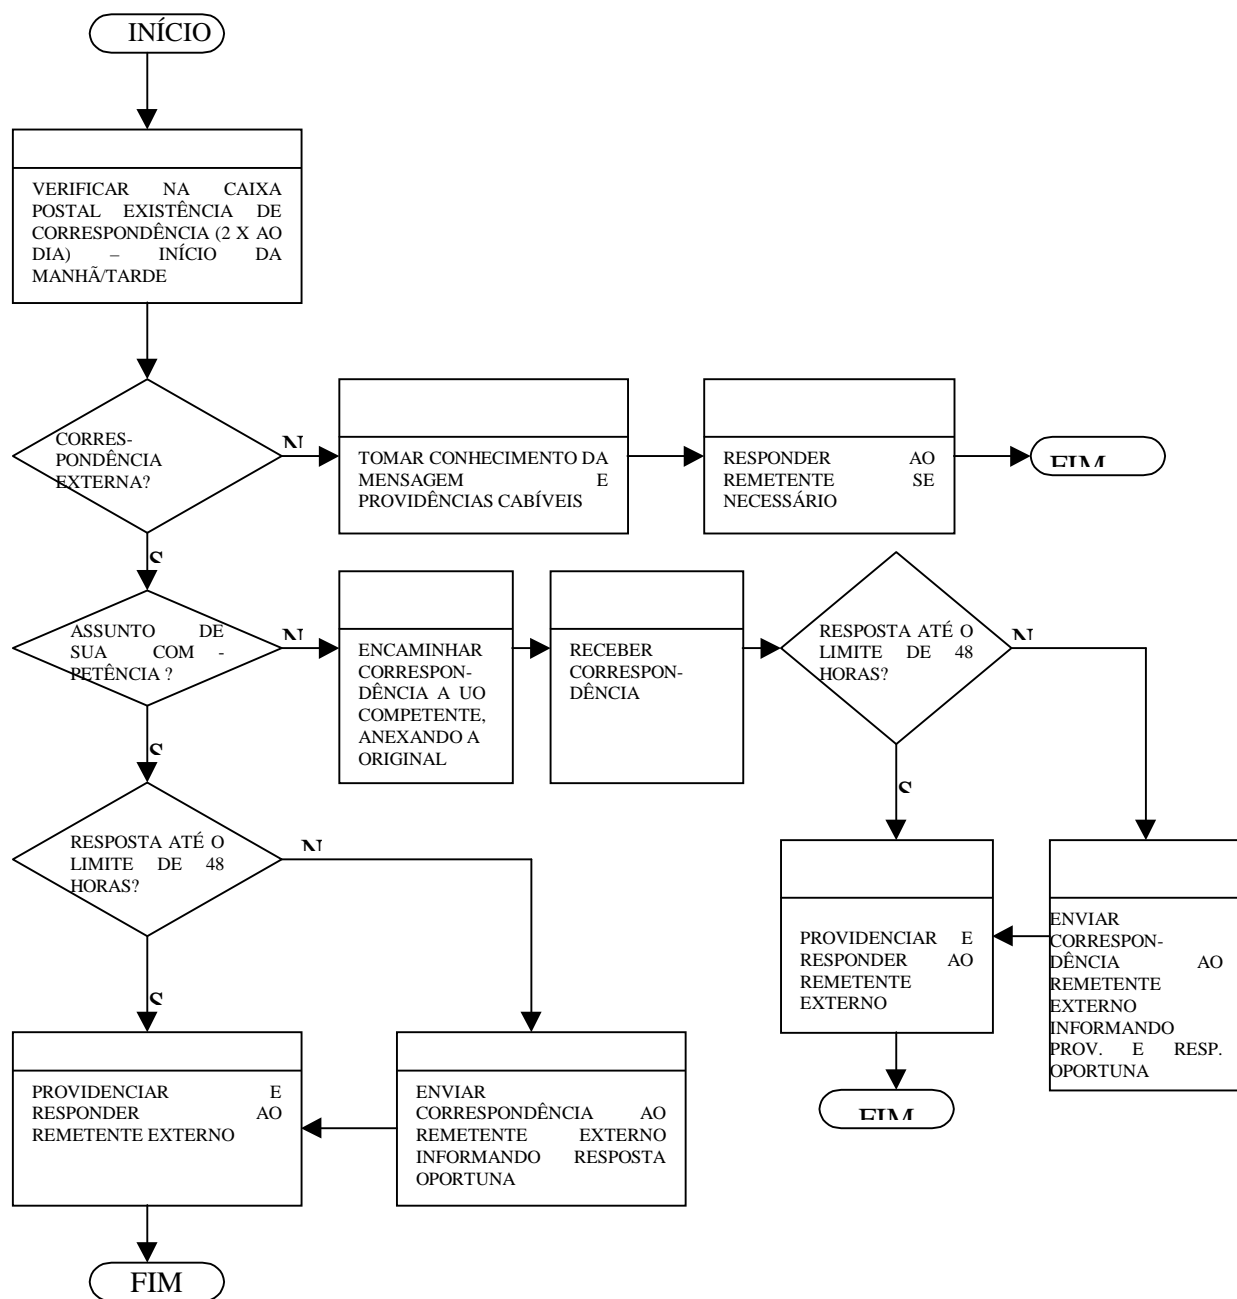 INÍCIO
VERIFICAR NA CAIXA
POSTAL EXISTÊNCIA DE
CORRESPONDÊNCIA (2 X AO
DIA) – INÍCIO DA
MANHÃ/TARDE
CORRES-
PONDÊNCIA
EXTERNA?
N
TOMAR CONHECIMENTO DA
MENSAGEM E
PROVIDÊNCIAS CABÍVEIS
RESPONDER AO
REMETENTE SE
NECESSÁRIO
FIM
S
ASSUNTO DE
SUA COM -
PETÊNCIA ?
N
ENCAMINHAR
CORRESPON-
DÊNCIA A UO
COMPETENTE,
ANEXANDO A
ORIGINAL
RECEBER
CORRESPON-
DÊNCIA
RESPOSTA ATÉ O
LIMITE DE 48
HORAS?
N
S
S
RESPOSTA ATÉ O
LIMITE DE 48
HORAS?
N
PROVIDENCIAR E
RESPONDER AO
REMETENTE
EXTERNO
ENVIAR
CORRESPON-
DÊNCIA AO
REMETENTE
EXTERNO
INFORMANDO
PROV. E RESP.
OPORTUNA
FIM
S
PROVIDENCIAR E
RESPONDER AO
REMETENTE EXTERNO
ENVIAR
CORRESPONDÊNCIA AO
REMETENTE EXTERNO
INFORMANDO RESPOSTA
OPORTUNA
FIM